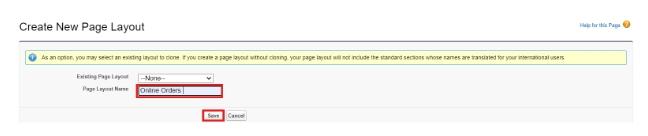 Create New Page Layout
Help for this Page
As an option, you may select an existing layout to clone. If you create a page layout without cloning, your page layout will not include the standard sections whose names are translated for your international users.
Existing Page Layout --None--
Page Layout Name Online Orders
Save Cancel